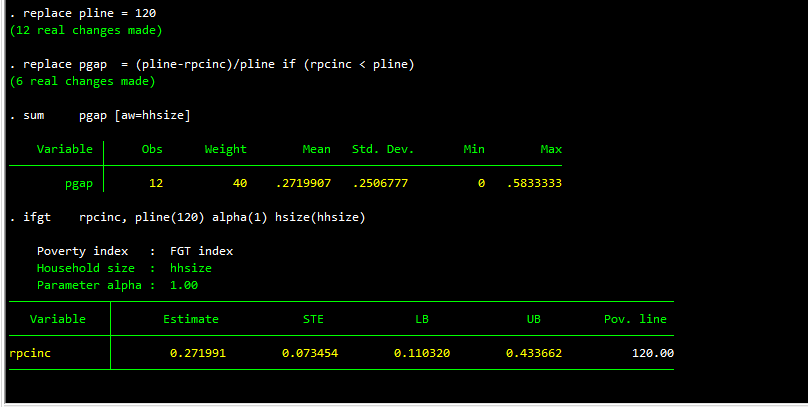 . replace pline = 120
(12 real changes made)
. replace pgap  = (pline-rpcinc)/pline if (rpcinc < pline)
(6 real changes made)
. sum     pgap [aw=hhsize]
Variable Obs Weight Mean Std. Dev. Min Max
pgap 12 40 .2719907 .2506777 0 .5833333
. ifgt    rpcinc, pline(120) alpha(1) hsize(hhsize)
Poverty index   :  FGT index
Household size  :  hhsize
Parameter alpha :  1.00
Variable Estimate STE LB UB Pov. line
rpcinc 0.271991 0.073454 0.110320 0.433662 120.00